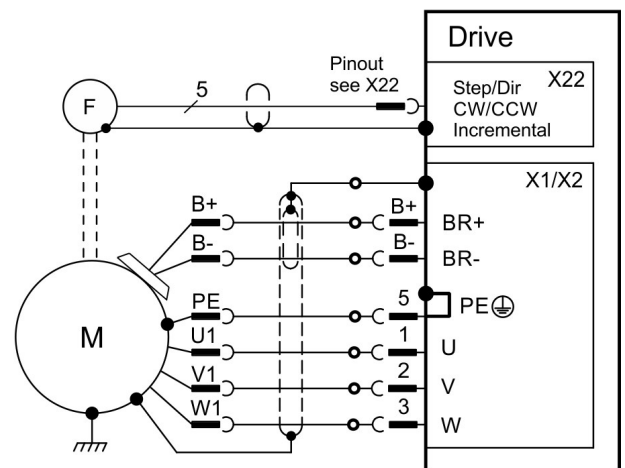 Drive
Pinout
see X22
X22
F
5
Step/Dir
CW/CCW
Incremental
X1/X2
B+
B+
BR+
B-
B-
BR-
PE
5
PE
M
U1
1
U
V1
2
V
W1
3
W